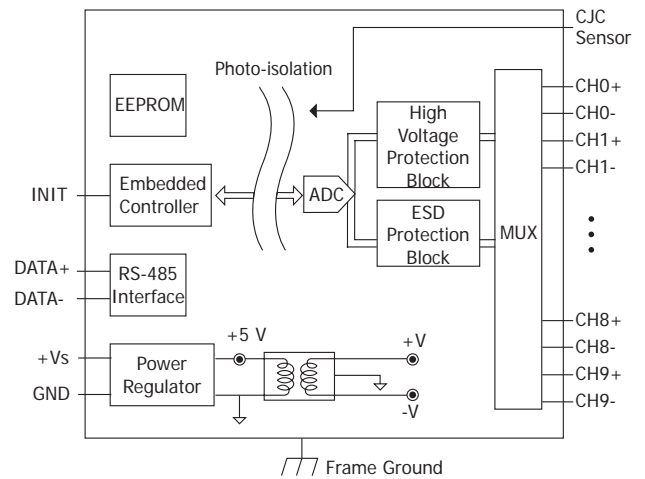 CJC
Sensor
Photo-isolation
EEPROM
High
Voltage
Protection
Block
CH0+
CH0-
CH1+
CH1-
INIT
Embedded
Controller
ADC
ESD
Protection
Block
MUX
DATA+
DATA-
RS-485
Interface
+5 V
+V
-V
+Vs
GND
Power
Regulator
CH8+
CH8-
CH9+
CH9-
Frame Ground